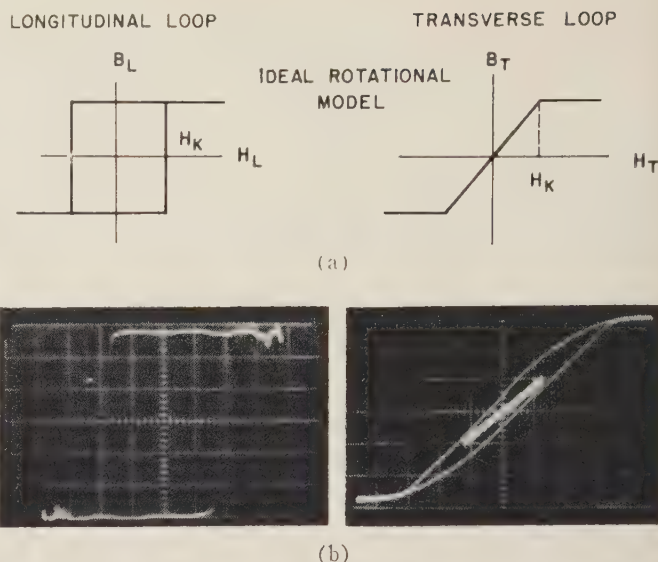 LONGITUDINAL LOOP
TRANSVERSE LOOP
B_L
B_T
IDEAL ROTATIONAL
MODEL
H_K
H_L
H_T
H_K
(a)
(b)